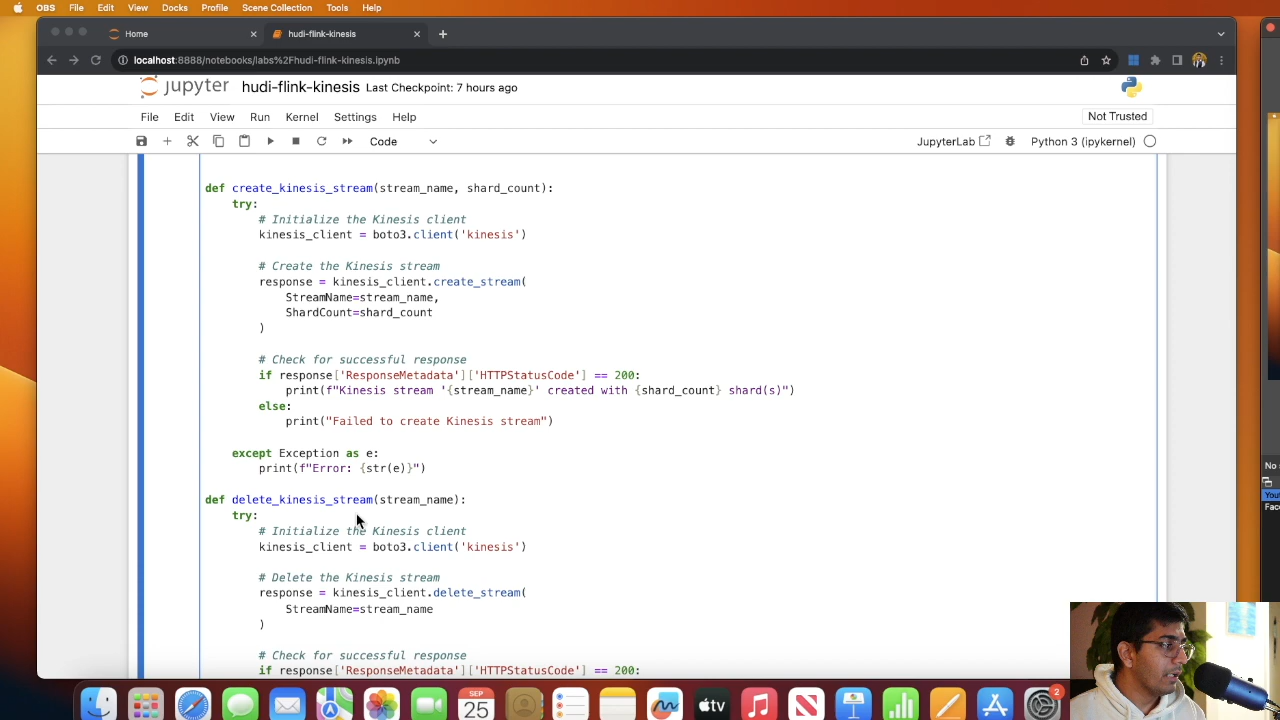 OBS File Edit View Docks Profile Scene Collection Tools Help
Home hudi-flink-kinesis
localhost:8888/notebooks/labs%2Fhudi-flink-kinesis.ipynb
jupyter hudi-flink-kinesis Last Checkpoint: 7 hours ago
File Edit View Run Kernel Settings Help Not Trusted
Code JupyterLab Python 3 (ipykernel)
def create_kinesis_stream(stream_name, shard_count):
try:
# Initialize the Kinesis client
kinesis_client = boto3.client('kinesis')
# Create the Kinesis stream
response = kinesis_client.create_stream(
StreamName=stream_name,
ShardCount=shard_count
)
# Check for successful response
if response['ResponseMetadata']['HTTPStatusCode'] == 200:
print(f"Kinesis stream '{stream_name}' created with {shard_count} shard(s)")
else:
print("Failed to create Kinesis stream")
except Exception as e:
print(f"Error: {str(e)}")
def delete_kinesis_stream(stream_name):
try:
# Initialize the Kinesis client
kinesis_client = boto3.client('kinesis')
# Delete the Kinesis stream
response = kinesis_client.delete_stream(
StreamName=stream_name
)
# Check for successful response
if response['ResponseMetadata']['HTTPStatusCode'] == 200:
No s
You
Face
SEP
25
tv
2